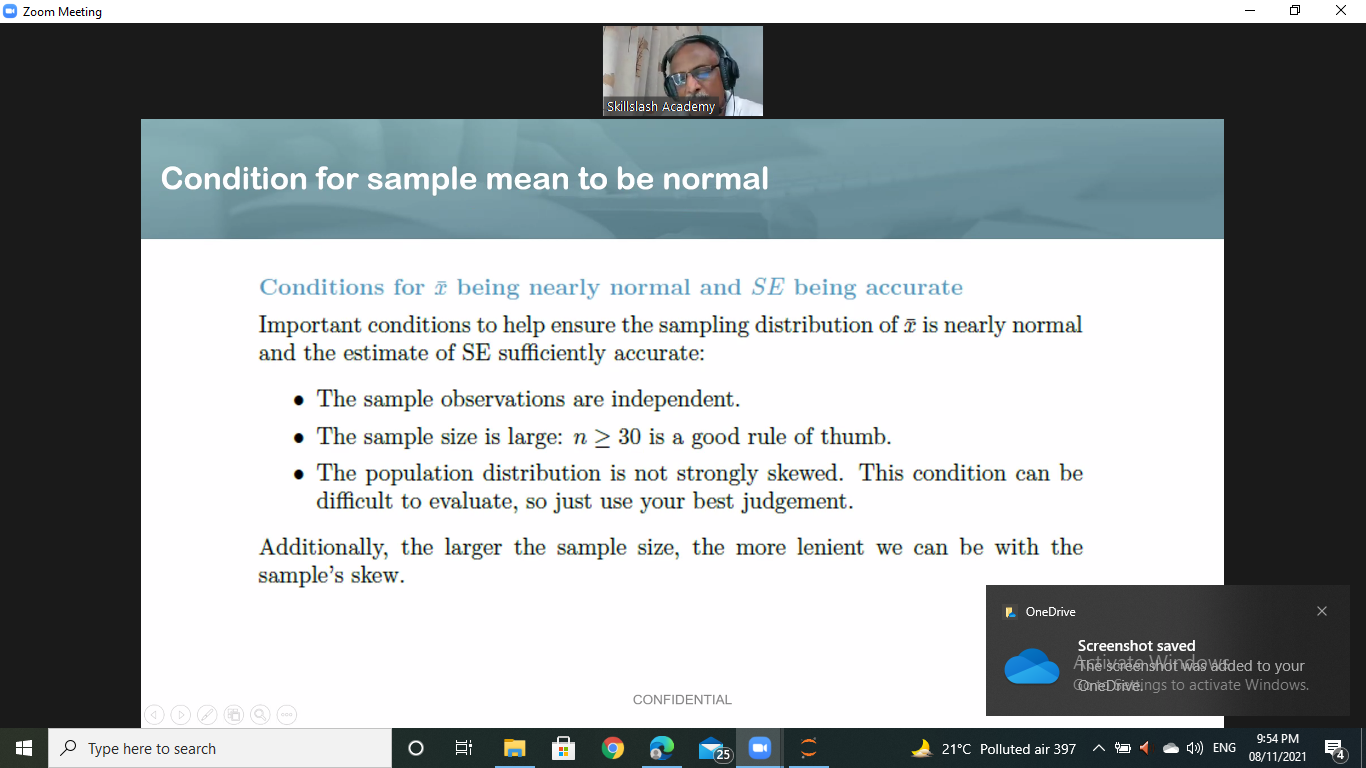 Zoom Meeting
Skillslash Academy
Condition for sample mean to be normal
Conditions for x̄ being nearly normal and SE being accurate
Important conditions to help ensure the sampling distribution of x̄ is nearly normal
and the estimate of SE sufficiently accurate:
• The sample observations are independent.
• The sample size is large: n ≥ 30 is a good rule of thumb.
• The population distribution is not strongly skewed. This condition can be
difficult to evaluate, so just use your best judgement.
Additionally, the larger the sample size, the more lenient we can be with the
sample's skew.
CONFIDENTIAL
OneDrive
Screenshot saved
The screenshot was added to your
OneDrive.
Activate Windows
Go to Settings to activate Windows.
Type here to search
25
21°C Polluted air 397
ENG
9:54 PM
08/11/2021
4